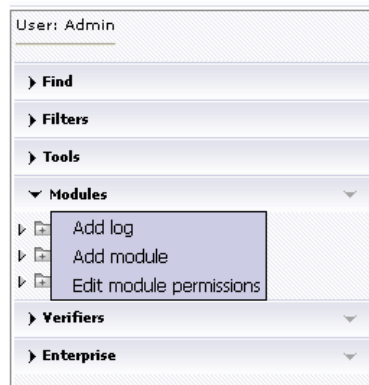 User: Admin
Find
Filters
Tools
Modules
Add log
Add module
Edit module permissions
Verifiers
Enterprise